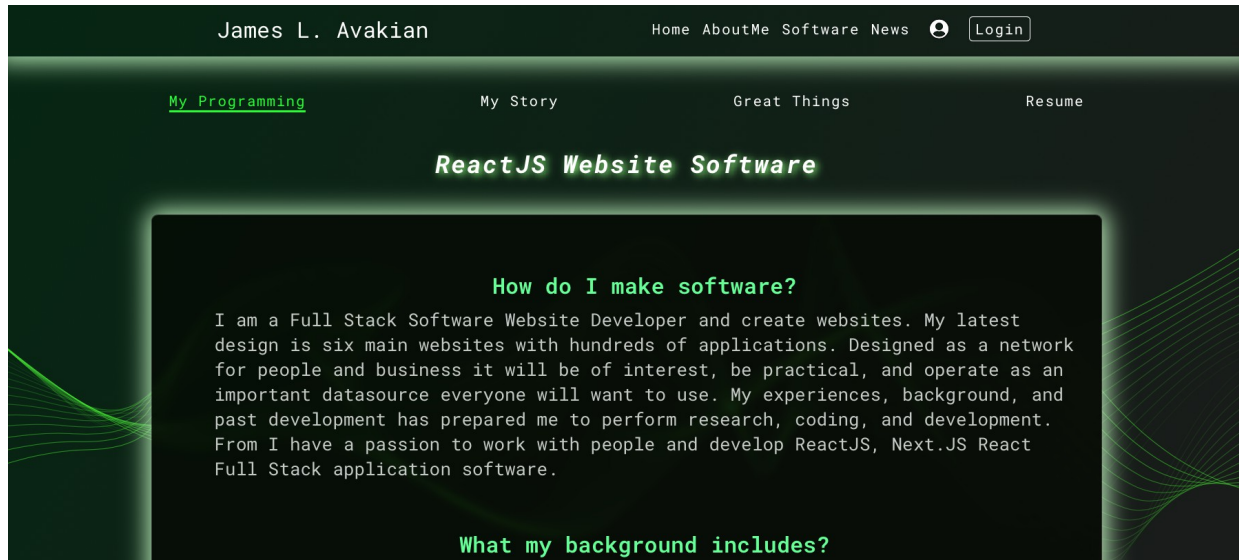 James L. Avakian
Home AboutMe Software News Login
My Programming My Story Great Things Resume
ReactJS Website Software
How do I make software?
I am a Full Stack Software Website Developer and create websites. My latest
design is six main websites with hundreds of applications. Designed as a network
for people and business it will be of interest, be practical, and operate as an
important datasource everyone will want to use. My experiences, background, and
past development has prepared me to perform research, coding, and development.
From I have a passion to work with people and develop ReactJS, Next.JS React
Full Stack application software.
What my background includes?